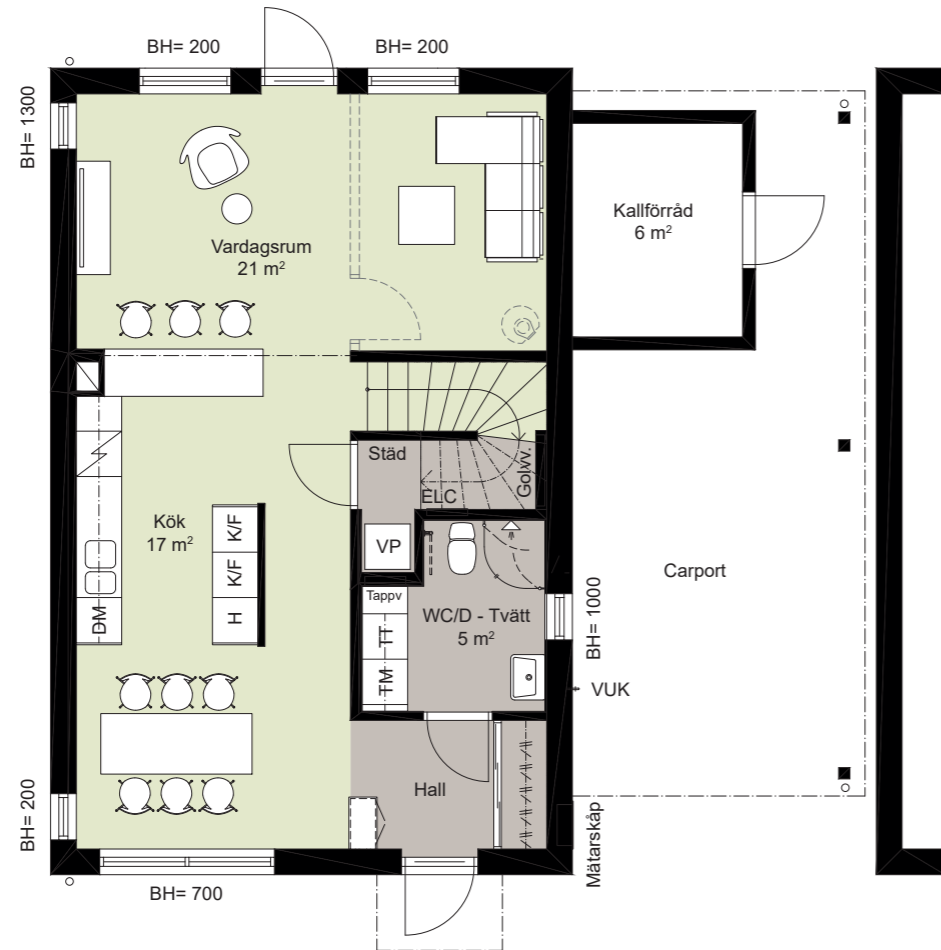 BH= 200
BH= 200
BH= 1300
Kallförråd
6 m²
Vardagsrum
21 m²
Städ
Golvv.
ELC
Kök
17 m²
K/F
K/F
H
VP
DM
Tappv
TT
TM
WC/D - Tvätt
5 m²
Carport
BH= 1000
VUK
Hall
BH= 200
Mätarskåp
BH= 700